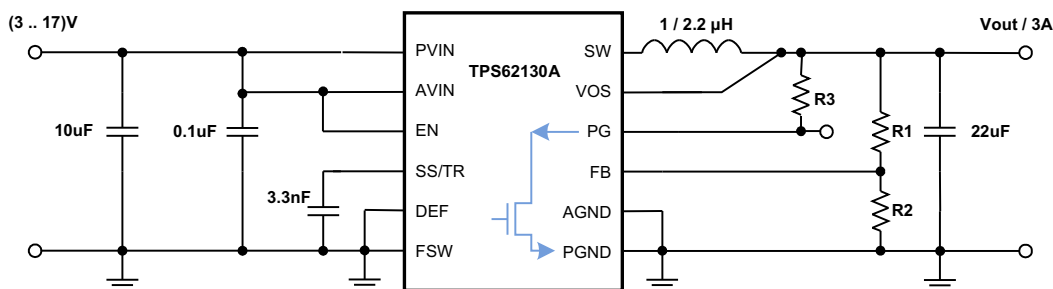 (3 .. 17)V
1 / 2.2 µH
Vout / 3A
TPS62130A
PVIN
AVIN
EN
SS/TR
DEF
FSW
SW
VOS
PG
FB
AGND
PGND
10uF
0.1uF
3.3nF
R3
R1
R2
22uF